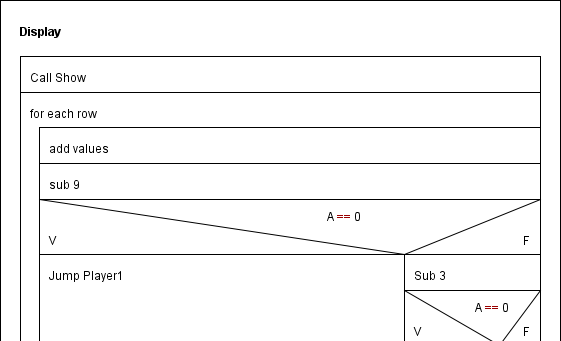 Display
Call Show
for each row
add values
sub 9
A == 0
V
F
Jump Player1
Sub 3
A == 0
V
F